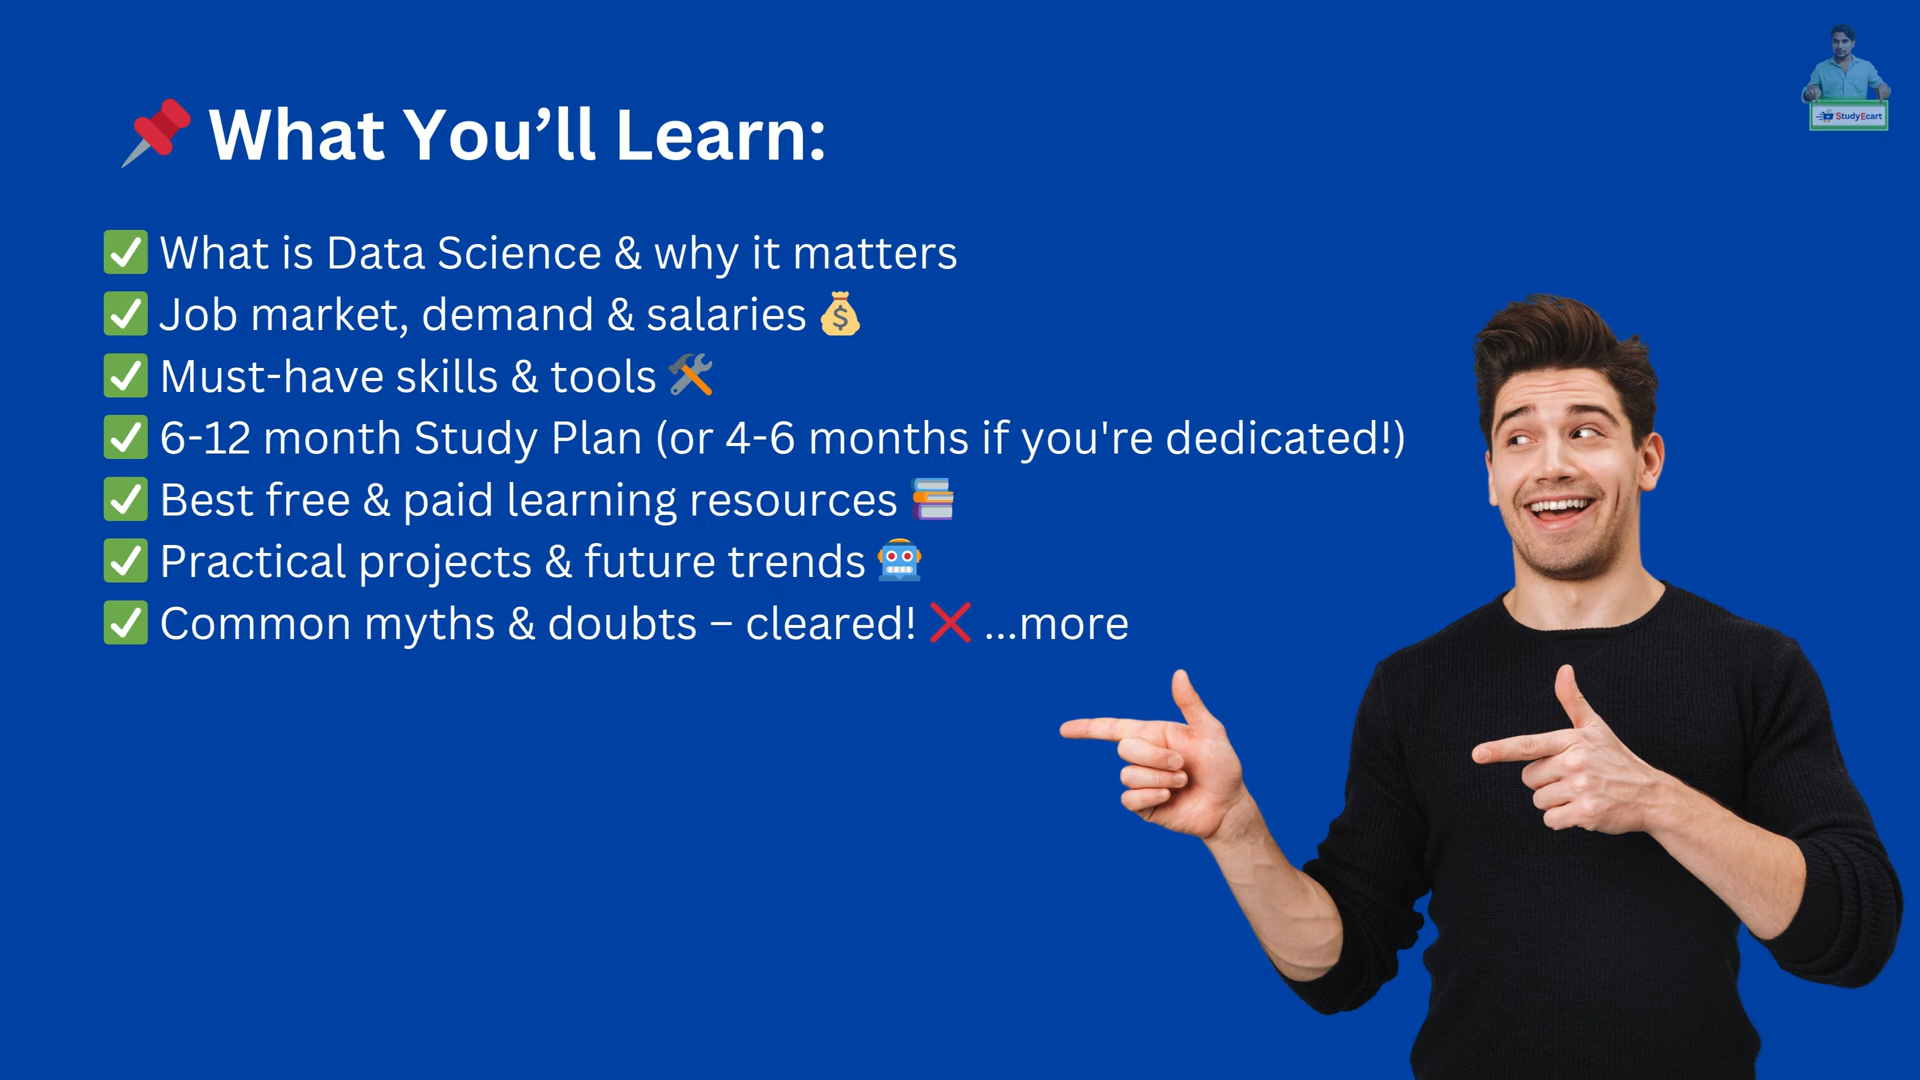 📌 What You’ll Learn:
✅ What is Data Science & why it matters
✅ Job market, demand & salaries 💰
✅ Must-have skills & tools 🛠️
✅ 6-12 month Study Plan (or 4-6 months if you're dedicated!)
✅ Best free & paid learning resources 📚
✅ Practical projects & future trends 🤖
✅ Common myths & doubts – cleared! ❌ ...more
StudyEcart